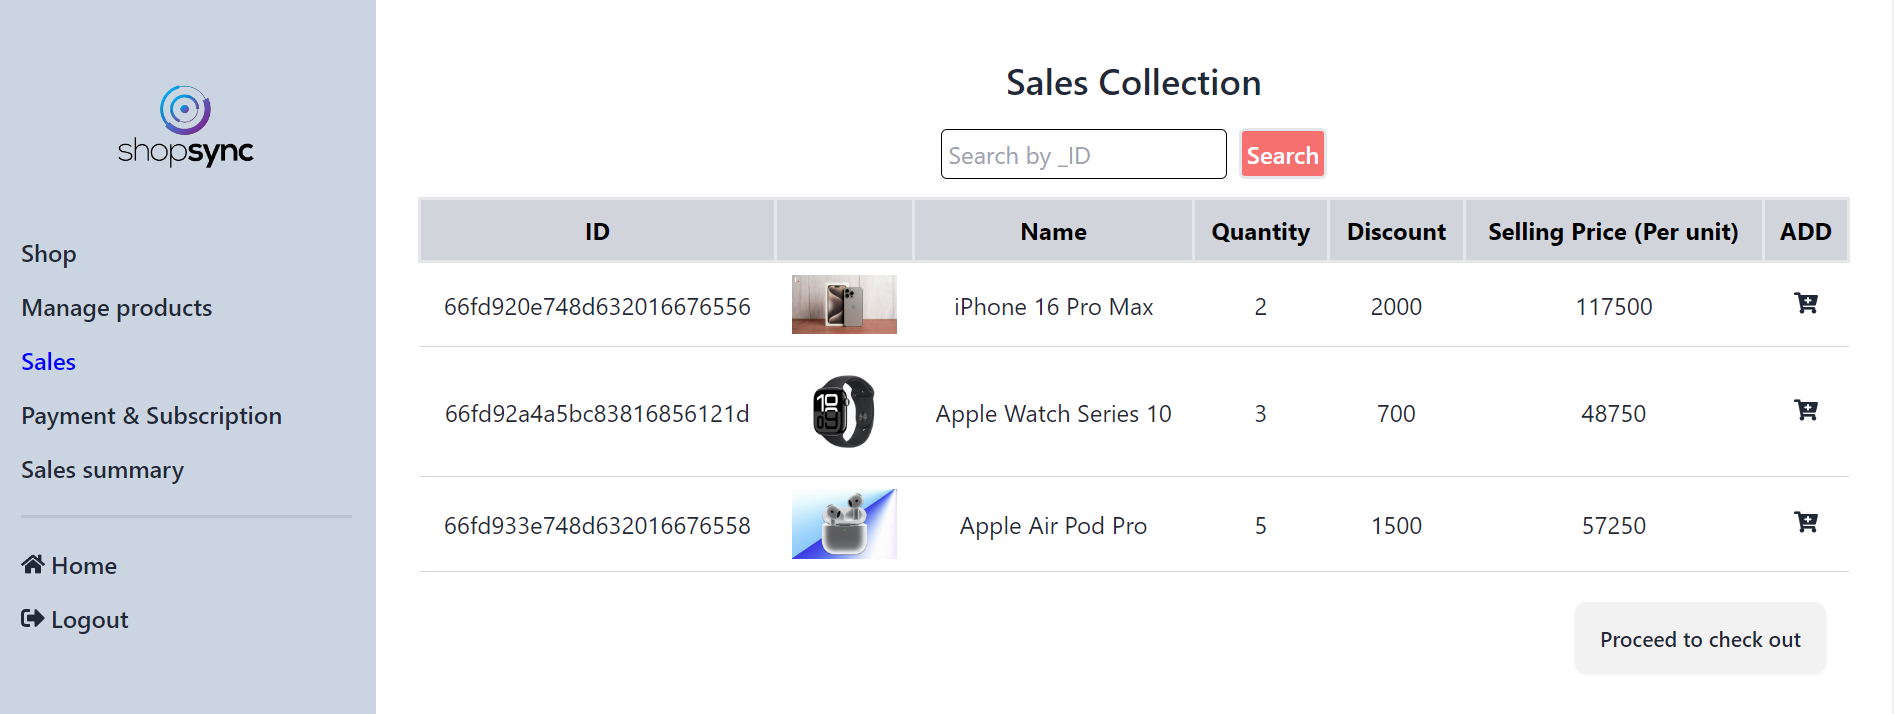 shopsync
Shop
Manage products
Sales
Payment & Subscription
Sales summary
Home
Logout
Sales Collection
Search by _ID
Search
ID Name Quantity Discount Selling Price (Per unit) ADD
66fd920e748d632016676556 iPhone 16 Pro Max 2 2000 117500
66fd92a4a5bc83816856121d Apple Watch Series 10 3 700 48750
66fd933e748d632016676558 Apple Air Pod Pro 5 1500 57250
Proceed to check out